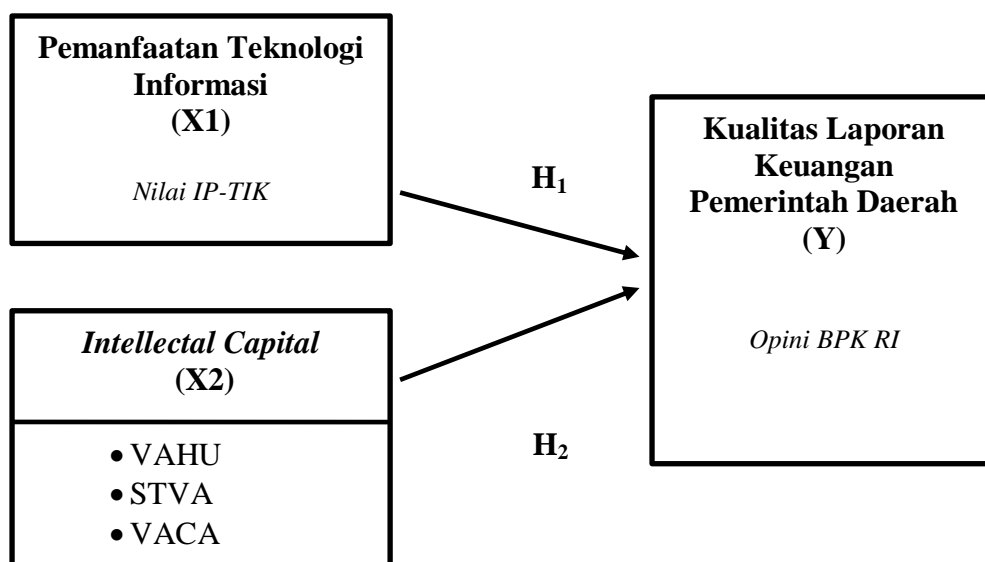 Pemanfaatan Teknologi
Informasi
(X1)
Nilai IP-TIK
H₁
Kualitas Laporan
Keuangan
Pemerintah Daerah
(Y)
Opini BPK RI
Intellectal Capital
(X2)
H₂
• VAHU
• STVA
• VACA